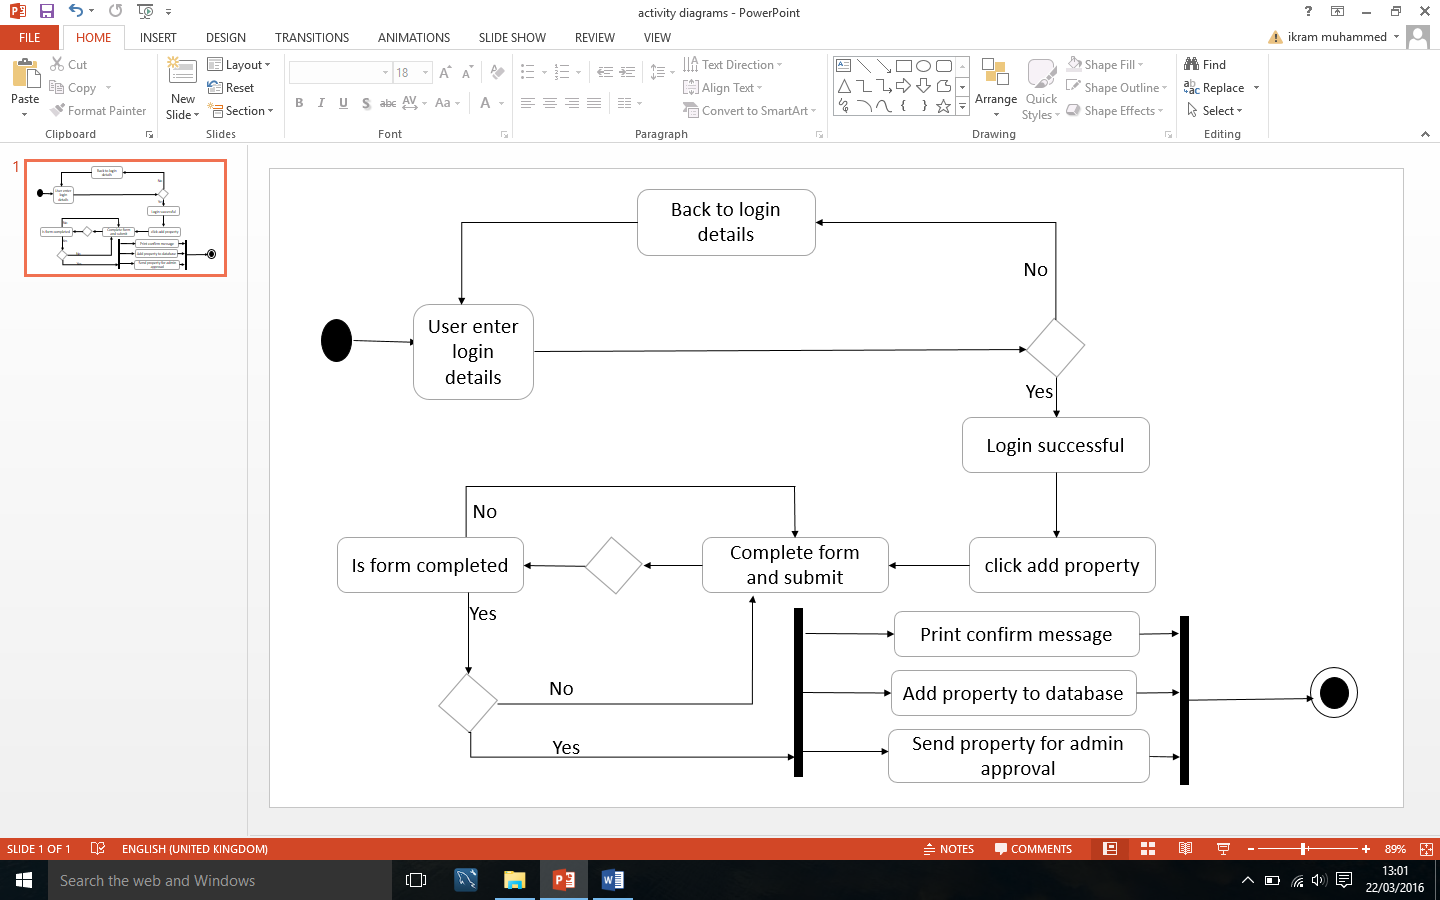 activity diagrams - PowerPoint
?
FILE HOME INSERT DESIGN TRANSITIONS ANIMATIONS SLIDE SHOW REVIEW VIEW
ikram muhammed
Paste
Cut
Copy
Format Painter
Clipboard
New
Slide
Layout
Reset
Section
Slides
18
B I U S abc AV Aa A
Font
Text Direction
Align Text
Convert to SmartArt
Paragraph
Arrange
Quick
Styles
Shape Fill
Shape Outline
Shape Effects
Drawing
Find
Replace
Select
Editing
1
Back to login
details
No
User enter
login
details
Yes
Login successful
No
Is form completed
Complete form
and submit
click add property
Yes
Print confirm message
No
Add property to database
Yes
Send property for admin
approval
SLIDE 1 OF 1
ENGLISH (UNITED KINGDOM)
NOTES
COMMENTS
89%
Search the web and Windows
13:01
22/03/2016